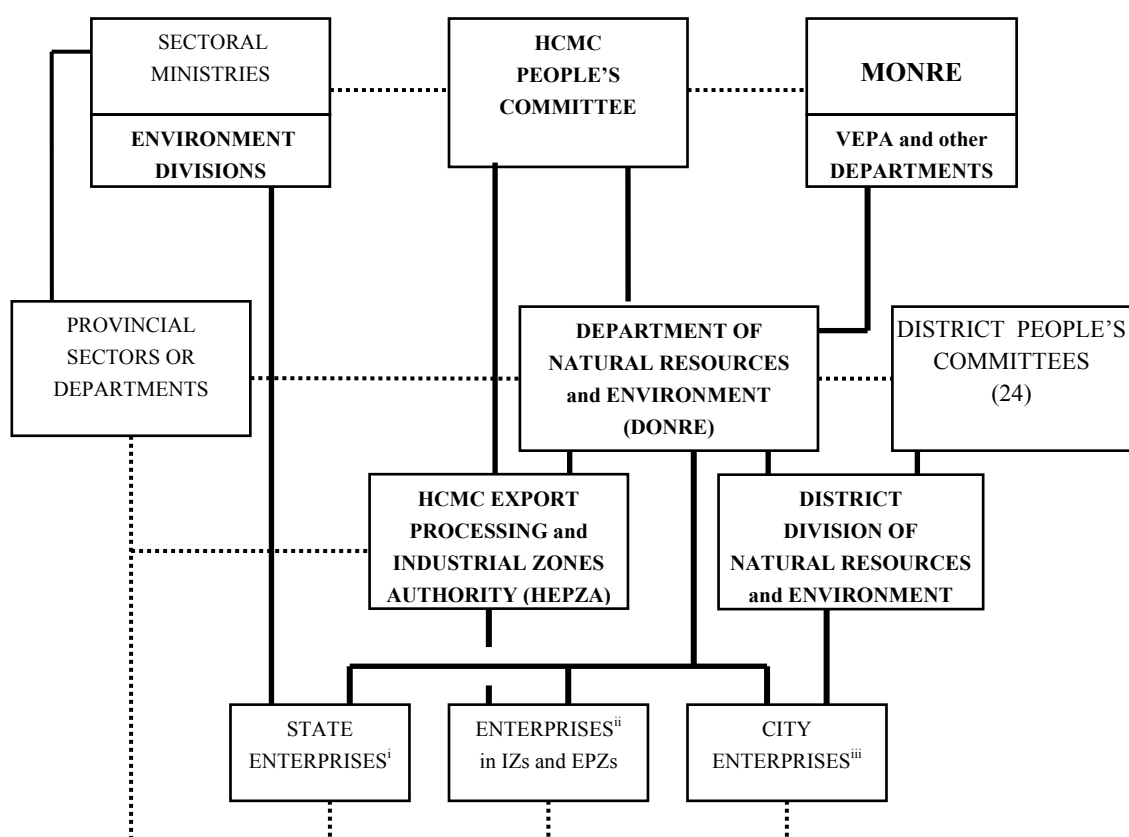 SECTORAL
MINISTRIES
ENVIRONMENT
DIVISIONS
HCMC
PEOPLE’S
COMMITTEE
MONRE
VEPA and other
DEPARTMENTS
PROVINCIAL
SECTORS OR
DEPARTMENTS
DEPARTMENT OF
NATURAL RESOURCES
and ENVIRONMENT
(DONRE)
DISTRICT PEOPLE’S
COMMITTEES
(24)
HCMC EXPORT
PROCESSING and
INDUSTRIAL ZONES
AUTHORITY (HEPZA)
DISTRICT
DIVISION OF
NATURAL RESOURCES
and ENVIRONMENT
STATE
ENTERPRISESⁱ
ENTERPRISESⁱⁱ
in IZs and EPZs
CITY
ENTERPRISESⁱⁱⁱ